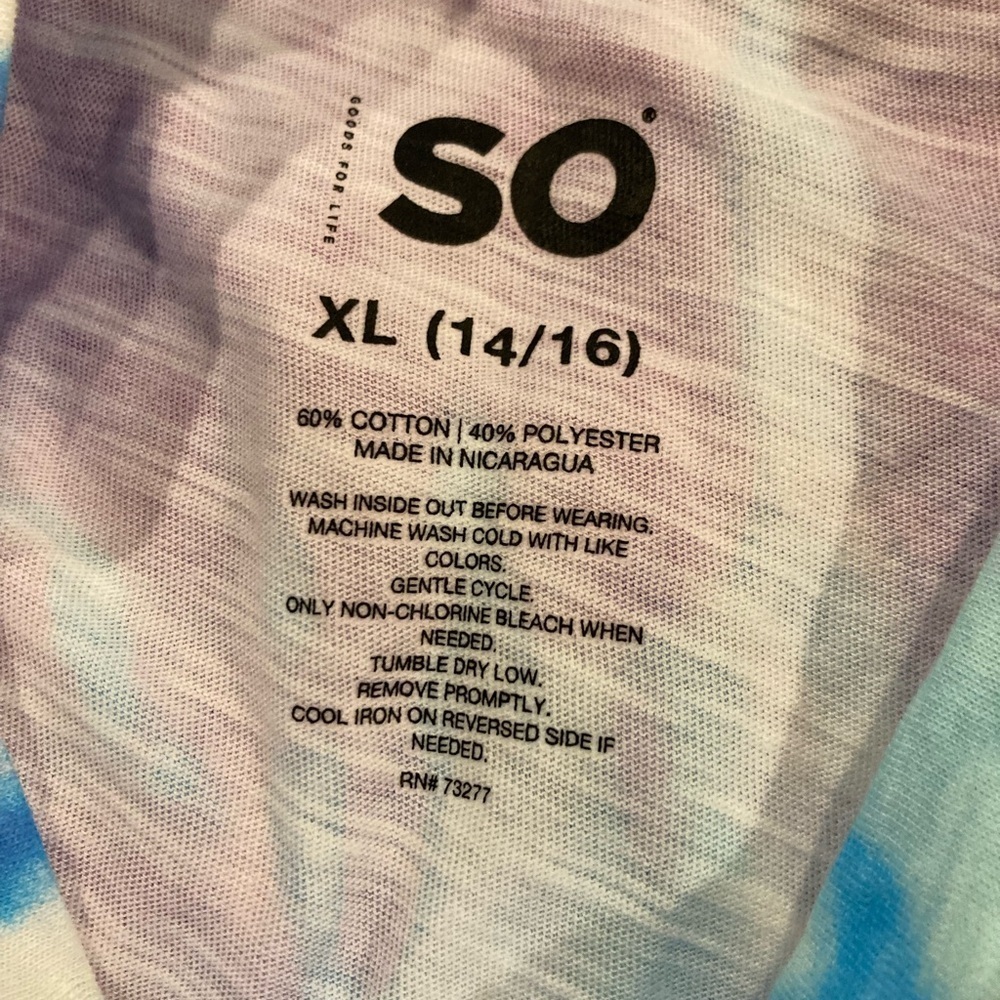 GOODS FOR LIFE
SO®
XL (14/16)
60% COTTON | 40% POLYESTER
MADE IN NICARAGUA
WASH INSIDE OUT BEFORE WEARING.
MACHINE WASH COLD WITH LIKE
COLORS.
GENTLE CYCLE.
ONLY NON-CHLORINE BLEACH WHEN
NEEDED.
TUMBLE DRY LOW.
REMOVE PROMPTLY.
COOL IRON ON REVERSED SIDE IF
NEEDED.
RN# 73277